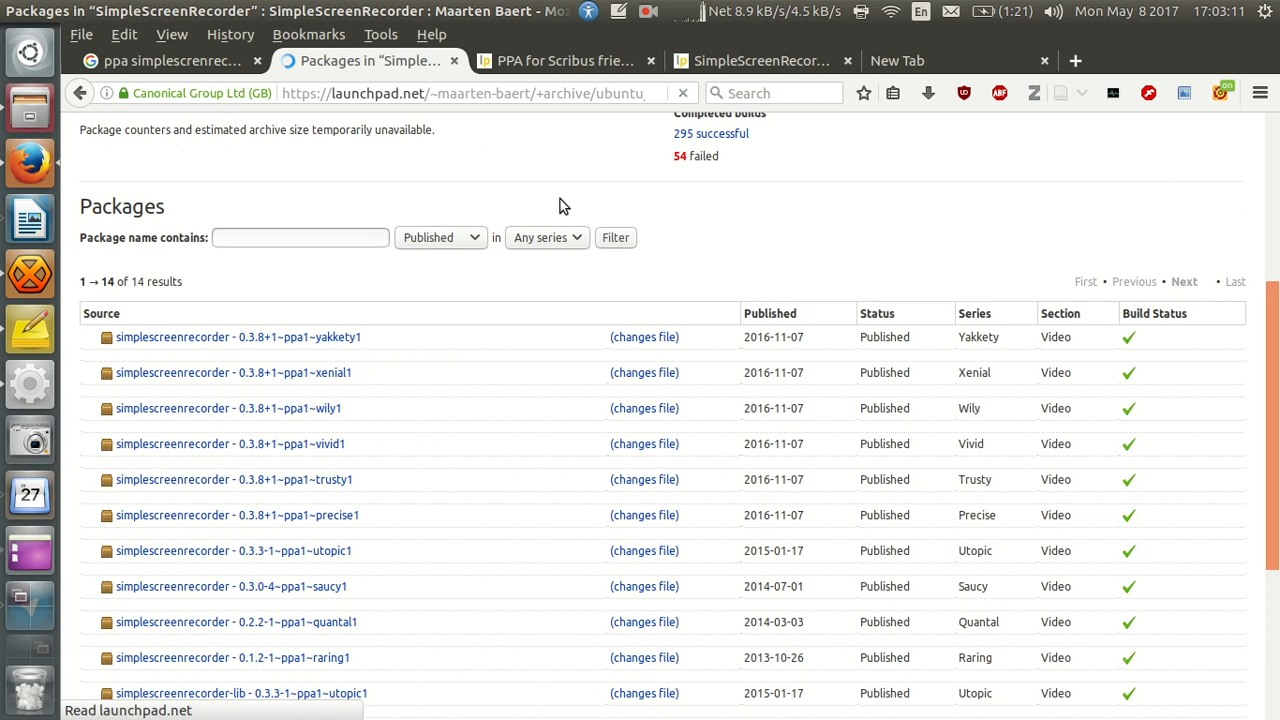 Packages in “SimpleScreenRecorder” : SimpleScreenRecorder : Maarten Baert - Moz
Net 8.9 kB/s/4.5 kB/s
En
(1:21)
Mon May 8 2017
17:03:11
File Edit View History Bookmarks Tools Help
ppa simplescrenrec...
Packages in “Simple...
PPA for Scribus frie...
SimpleScreenRecor...
New Tab
Canonical Group Ltd (GB)
https://launchpad.net/~maarten-baert/+archive/ubuntu,
Search
on
Package counters and estimated archive size temporarily unavailable.
Completed builds
295 successful
54 failed
Packages
Package name contains: Published in Any series Filter
1 → 14 of 14 results
First • Previous • Next • Last
Source Published Status Series Section Build Status
simplescreenrecorder - 0.3.8+1~ppa1~yakkety1 (changes file) 2016-11-07 Published Yakkety Video
simplescreenrecorder - 0.3.8+1~ppa1~xenial1 (changes file) 2016-11-07 Published Xenial Video
simplescreenrecorder - 0.3.8+1~ppa1~wily1 (changes file) 2016-11-07 Published Wily Video
simplescreenrecorder - 0.3.8+1~ppa1~vivid1 (changes file) 2016-11-07 Published Vivid Video
simplescreenrecorder - 0.3.8+1~ppa1~trusty1 (changes file) 2016-11-07 Published Trusty Video
simplescreenrecorder - 0.3.8+1~ppa1~precise1 (changes file) 2016-11-07 Published Precise Video
simplescreenrecorder - 0.3.3-1~ppa1~utopic1 (changes file) 2015-01-17 Published Utopic Video
simplescreenrecorder - 0.3.0-4~ppa1~saucy1 (changes file) 2014-07-01 Published Saucy Video
simplescreenrecorder - 0.2.2-1~ppa1~quantal1 (changes file) 2014-03-03 Published Quantal Video
simplescreenrecorder - 0.1.2-1~ppa1~raring1 (changes file) 2013-10-26 Published Raring Video
simplescreenrecorder-lib - 0.3.3-1~ppa1~utopic1 (changes file) 2015-01-17 Published Utopic Video
Read launchpad.net
27